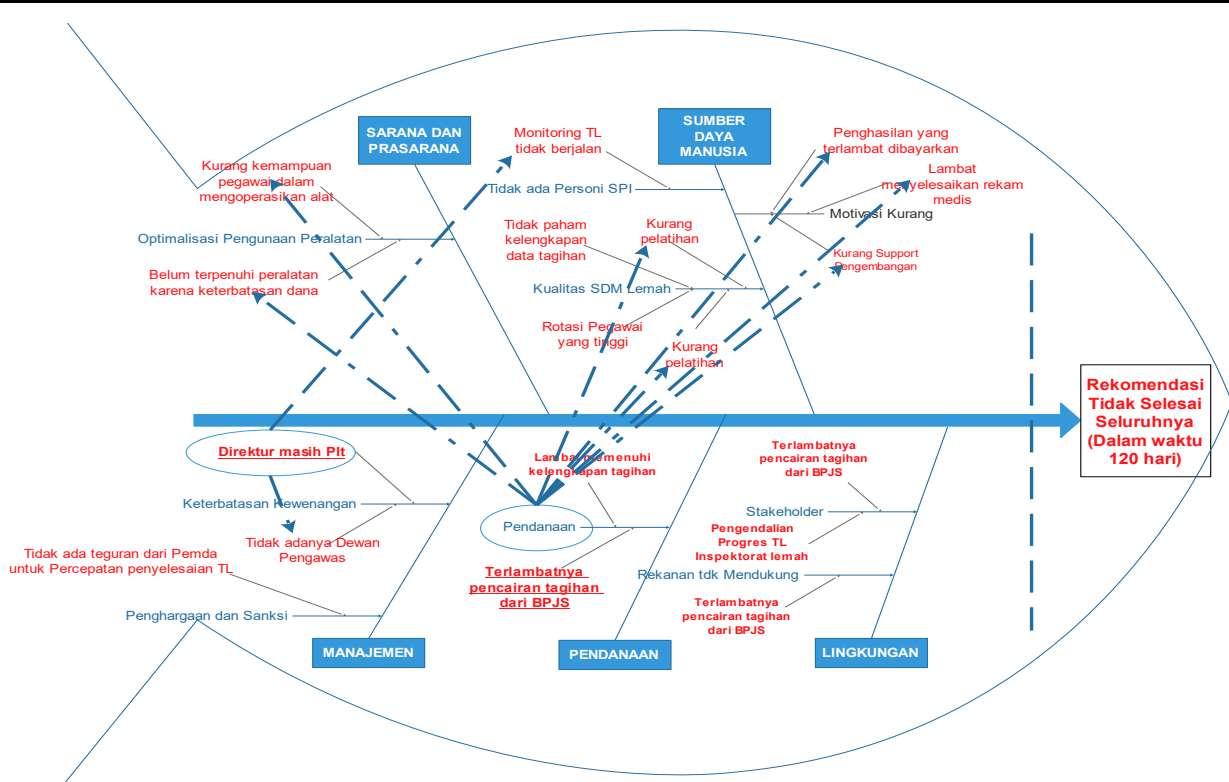 SARANA DAN
PRASARANA
SUMBER
DAYA
MANUSIA
Monitoring TL
tidak berjalan
Penghasilan yang
terlambat dibayarkan
Kurang kemampuan
pegawai dalam
mengoperasikan alat
Lambat
menyelesaikan rekam
medis
Tidak ada Personi SPI
Motivasi Kurang
Tidak paham
kelengkapan
data tagihan
Kurang
pelatihan
Optimalisasi Pengunaan Peralatan
Kurang Support
Pengembangan
Belum terpenuhi peralatan
karena keterbatasan dana
Kualitas SDM Lemah
Rotasi Pegawai
yang tinggi
Kurang
pelatihan
Rekomendasi
Tidak Selesai
Seluruhnya
(Dalam waktu
120 hari)
Direktur masih Plt
Lambat memenuhi
kelengkapan tagihan
Terlambatnya
pencairan tagihan
dari BPJS
Keterbatasan Kewenangan
Pendanaan
Stakeholder
Tidak adanya Dewan
Pengawas
Pengendalian
Progres TL
Inspektorat lemah
Tidak ada teguran dari Pemda
untuk Percepatan penyelesaian TL
Terlambatnya
pencairan tagihan
dari BPJS
Rekanan tdk Mendukung
Terlambatnya
pencairan tagihan
dari BPJS
Penghargaan dan Sanksi
MANAJEMEN
PENDANAAN
LINGKUNGAN